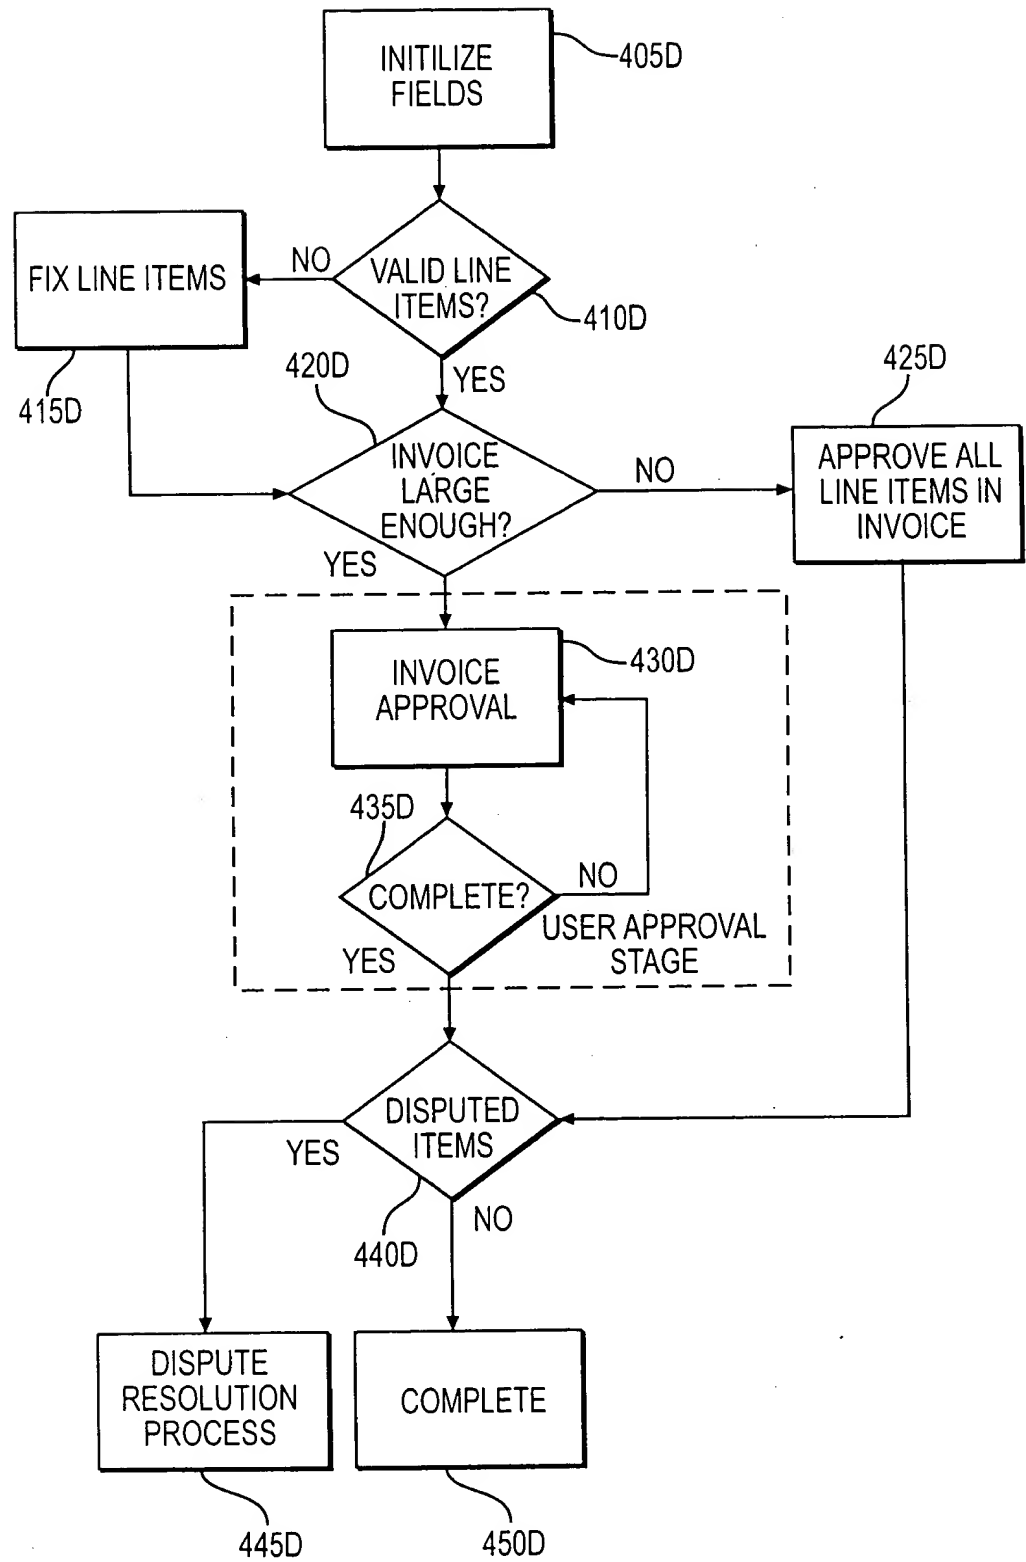 INITILIZE
FIELDS
405D
FIX LINE ITEMS
NO
VALID LINE
ITEMS?
410D
415D
420D
YES
425D
INVOICE
LARGE
ENOUGH?
NO
APPROVE ALL
LINE ITEMS IN
INVOICE
YES
INVOICE
APPROVAL
430D
435D
COMPLETE?
NO
USER APPROVAL
STAGE
YES
DISPUTED
ITEMS
YES
NO
440D
DISPUTE
RESOLUTION
PROCESS
COMPLETE
445D
450D